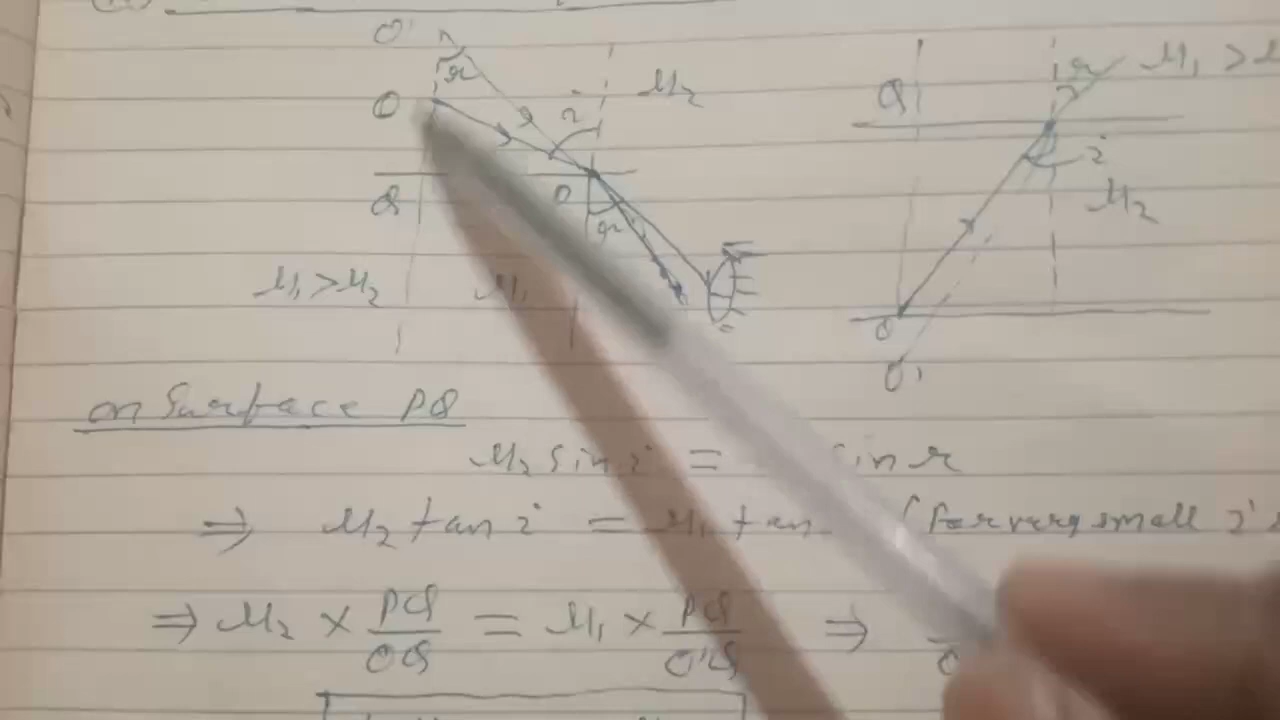 O'
r
O
i
μ2
Q
P
r
μ1 > μ2
μ1
Q
r
μ1 >
i
μ2
O
O'
on Surface PQ
μ2 sin i = sin r
⇒ μ2 tan i = μ1 tan (for very small i's
⇒ μ2 × PQ/OQ = μ1 × PQ/O'Q ⇒